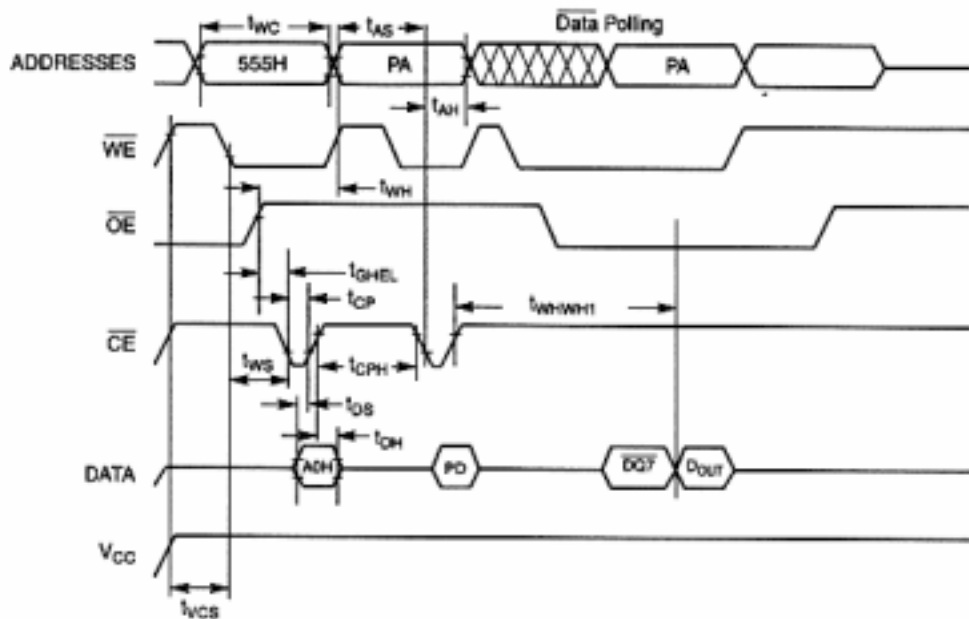 tWC tAS Data Polling
ADDRESSES 555H PA PA
tAH
WE
tWH
OE
tGHEL
tCP tWHWH1
CE
tWS tCPH
tDS
tDH
DATA A0H PD DQ7 DOUT
VCC
tVCS